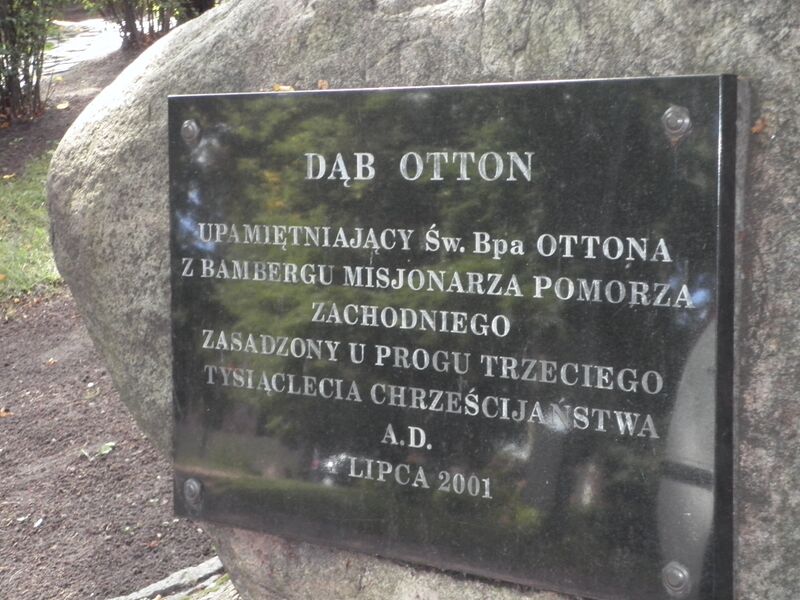 DĄB OTTON
UPAMIĘTNIAJĄCY Św. Bpa OTTONA
Z BAMBERGU MISJONARZA POMORZA
ZACHODNIEGO
ZASADZONY U PROGU TRZECIEGO
TYSIĄCLECIA CHRZEŚCIJAŃSTWA
A.D.
LIPCA 2001